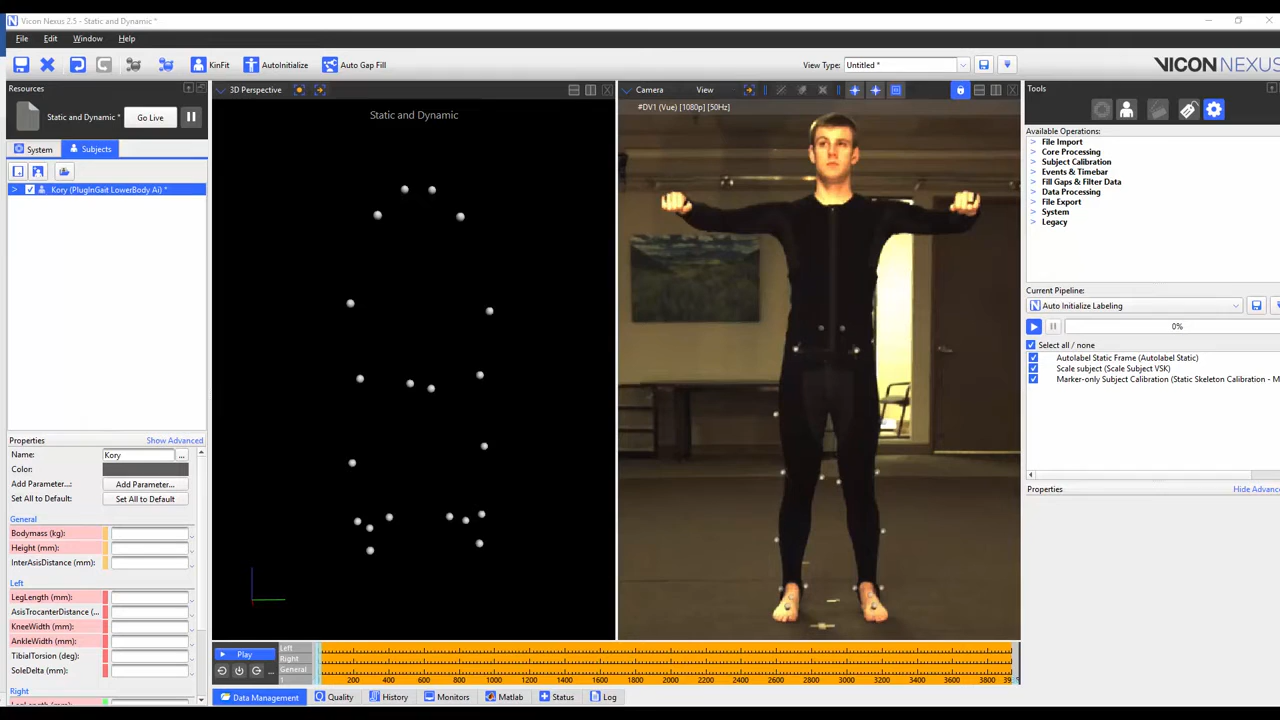 Vicon Nexus 2.5 - Static and Dynamic *
File Edit Window Help
KinFit AutoInitialize Auto Gap Fill
View Type: Untitled *
VICON NEXUS
Resources
Static and Dynamic * Go Live
System Subjects
Kory (PlugInGait LowerBody Ai) *
Properties Show Advanced
Name: Kory ...
Color:
Add Parameter... Add Parameter...
Set All to Default: Set All to Default
General
Bodymass (kg):
Height (mm):
InterAsisDistance (mm):
Left
LegLength (mm):
AsisTrocanterDistance (...
KneeWidth (mm):
AnkleWidth (mm):
TibialTorsion (deg):
SoleDelta (mm):
Right
3D Perspective
Static and Dynamic
Camera View
#DV1 (Vue) [1080p] [50Hz]
Play
Left
Right
General
1 200 400 600 800 1000 1200 1400 1600 1800 2000 2200 2400 2600 2800 3000 3200 3400 3600 3800
Data Management Quality History Monitors Matlab Status Log
Tools
Available Operations:
File Import
Core Processing
Subject Calibration
Events & Timebar
Fill Gaps & Filter Data
Data Processing
File Export
System
Legacy
Current Pipeline:
Auto Initialize Labeling
0%
Select all / none
Autolabel Static Frame (Autolabel Static)
Scale subject (Scale Subject VSK)
Marker-only Subject Calibration (Static Skeleton Calibration - M
Properties Hide Advanc